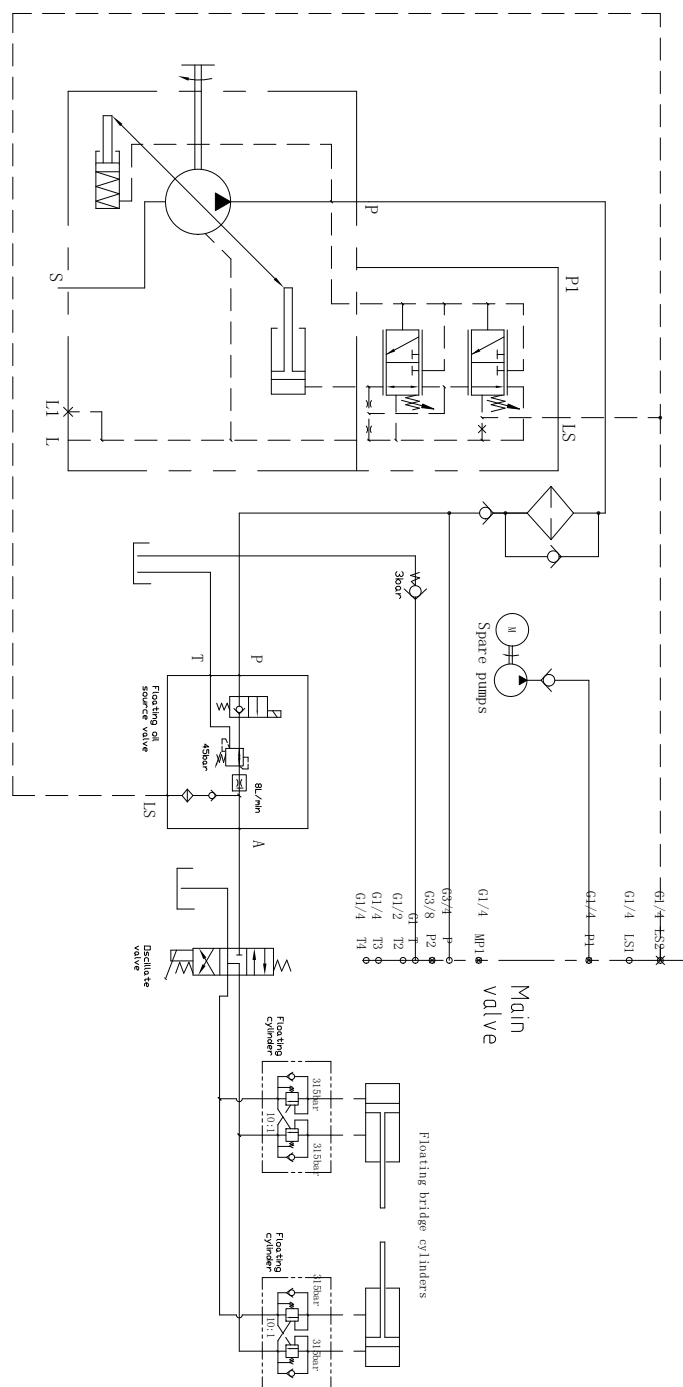 P
P1
S
L1
L
LS
3bar
M
Spare pumps
T
P
Floating oil
source valve
45bar
8L/min
LS
A
G1/4 LS2
G1/4 LS1
G1/4 P1
G1/4 MP1
G3/4 P
G3/8 P2
G1 T
G1/2 T2
G1/4 T3
G1/4 T4
Main
valve
Oscillate
valve
Floating
cylinder
315bar
10:1
315bar
Floating bridge cylinders
Floating
cylinder
315bar
10:1
315bar